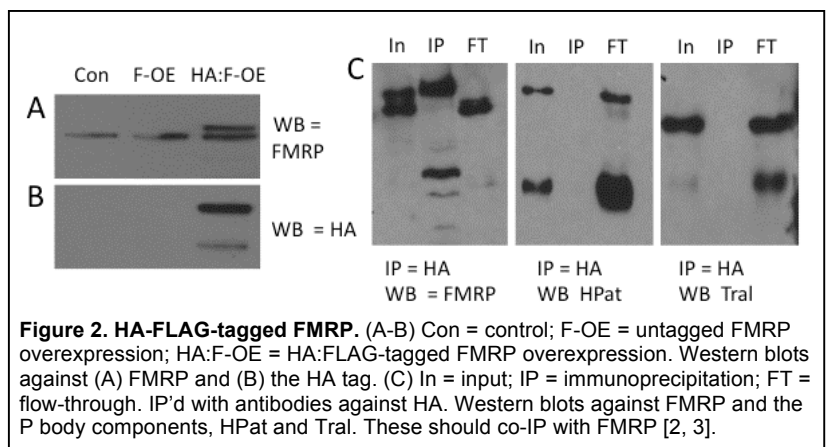 In IP FT In IP FT In IP FT
Con F-OE HA:F-OE C
A
WB =
FMRP
B
WB = HA
IP = HA IP = HA IP = HA
WB = FMRP WB HPat WB Tral
Figure 2. HA-FLAG-tagged FMRP. (A-B) Con = control; F-OE = untagged FMRP
overexpression; HA:F-OE = HA:FLAG-tagged FMRP overexpression. Western blots
against (A) FMRP and (B) the HA tag. (C) In = input; IP = immunoprecipitation; FT =
flow-through. IP'd with antibodies against HA. Western blots against FMRP and the
P body components, HPat and Tral. These should co-IP with FMRP [2, 3].